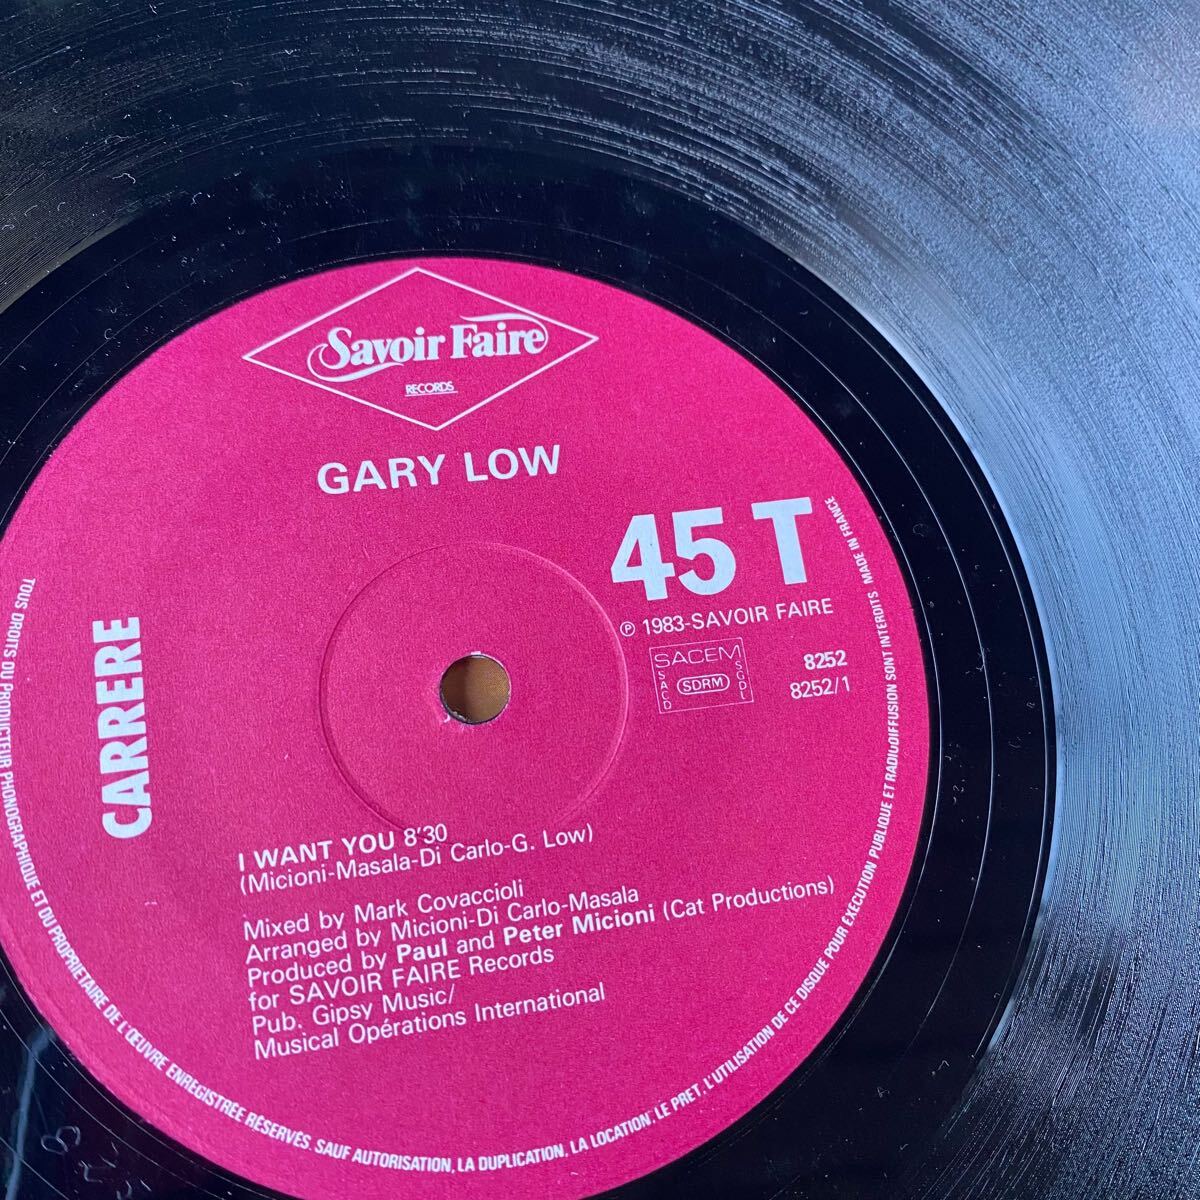 Savoir Faire
RECORDS
GARY LOW
45 T
℗ 1983-SAVOIR FAIRE
SACEM
SACD
SDRM
SGDL
8252
8252/1
CARRERE
I WANT YOU 8'30
(Micioni-Masala-Di Carlo-G. Low)
Mixed by Mark Covaccioli
Arranged by Micioni-Di Carlo-Masala
Produced by Paul and Peter Micioni (Cat Productions)
for SAVOIR FAIRE Records
Pub. Gipsy Music/
Musical Opérations International
TOUS DROITS DU PRODUCTEUR PHONOGRAPHIQUE ET DU PROPRIETAIRE DE L'ŒUVRE ENREGISTRÉE RÉSERVÉS. SAUF AUTORISATION, LA DUPLICATION, LA LOCATION, LE PRET, L'UTILISATION DE CE DISQUE POUR EXECUTION PUBLIQUE ET RADIODIFFUSION SONT INTERDITS MADE IN FRANCE